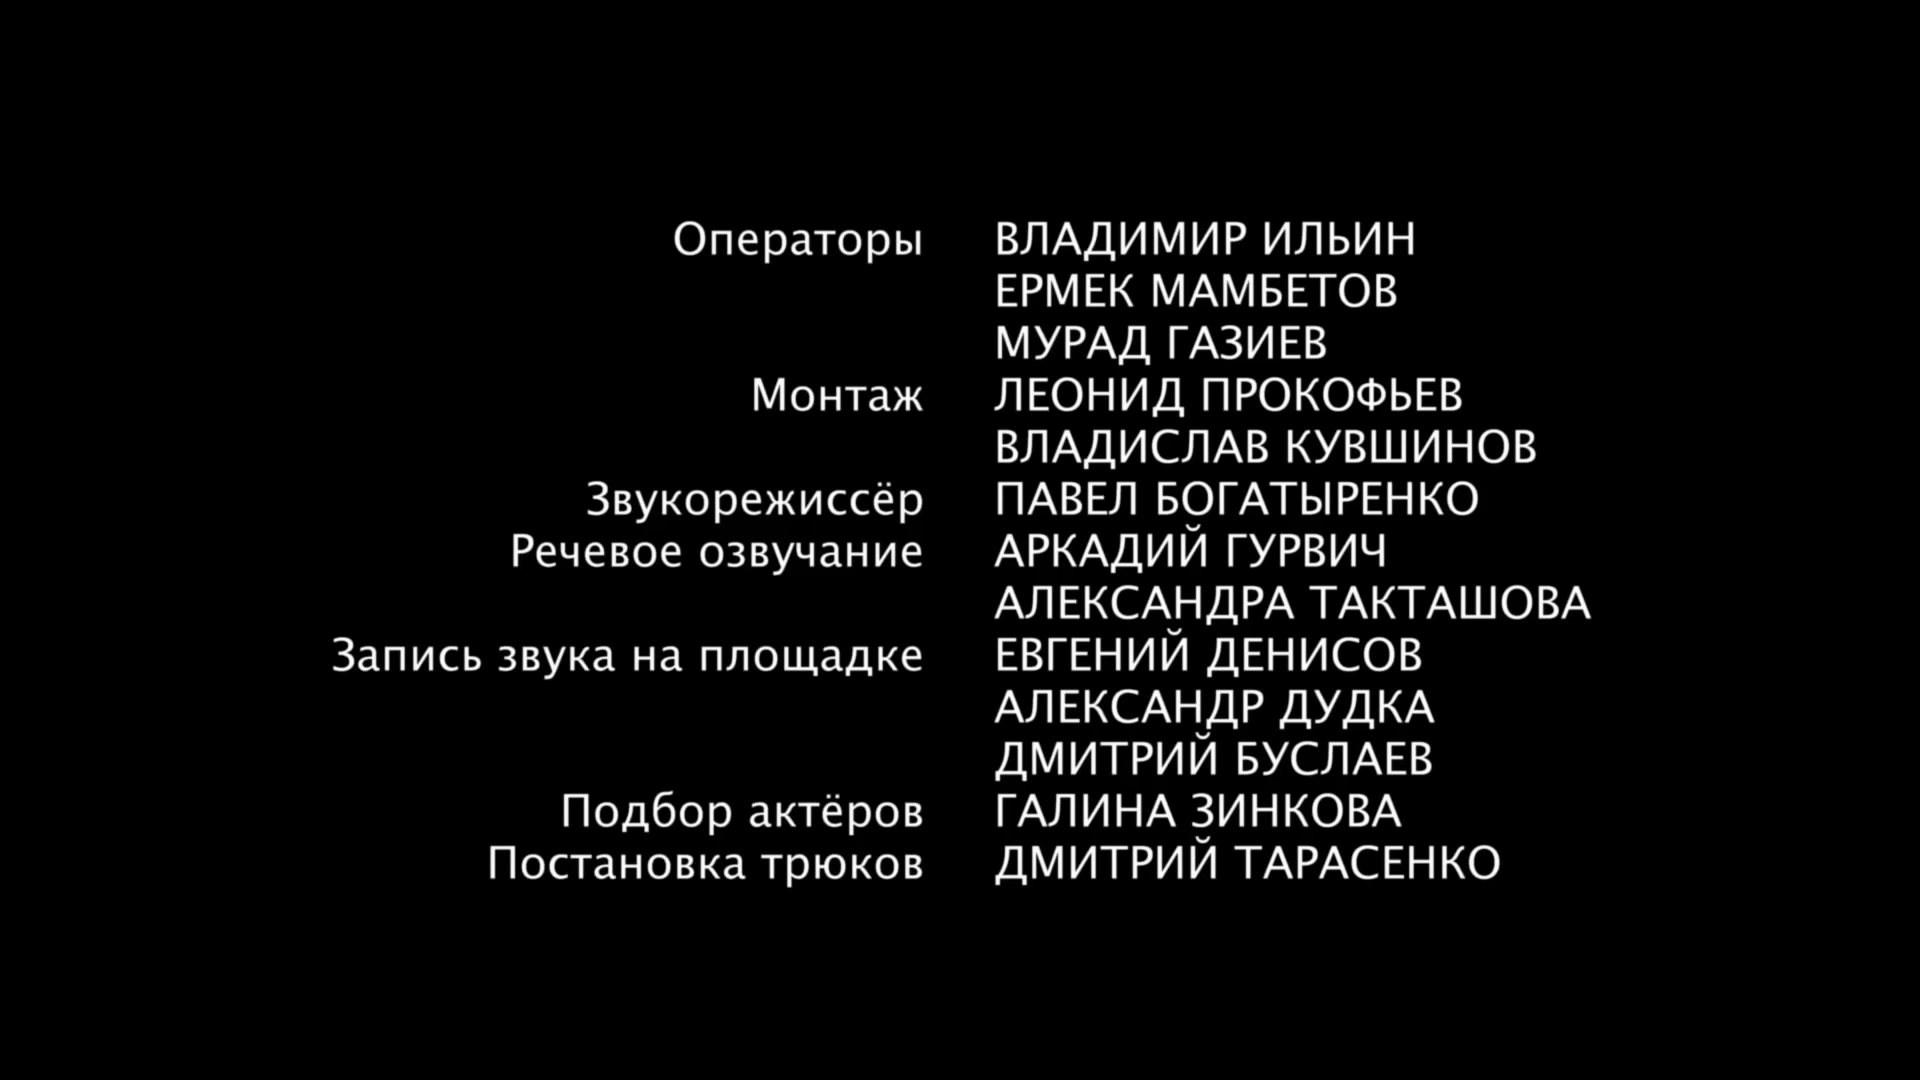 Операторы ВЛАДИМИР ИЛЬИН
ЕРМЕК МАМБЕТОВ
МУРАД ГАЗИЕВ
Монтаж ЛЕОНИД ПРОКОФЬЕВ
ВЛАДИСЛАВ КУВШИНОВ
Звукорежиссёр ПАВЕЛ БОГАТЫРЕНКО
Речевое озвучание АРКАДИЙ ГУРВИЧ
АЛЕКСАНДРА ТАКТАШОВА
Запись звука на площадке ЕВГЕНИЙ ДЕНИСОВ
АЛЕКСАНДР ДУДКА
ДМИТРИЙ БУСЛАЕВ
Подбор актёров ГАЛИНА ЗИНКОВА
Постановка трюков ДМИТРИЙ ТАРАСЕНКО